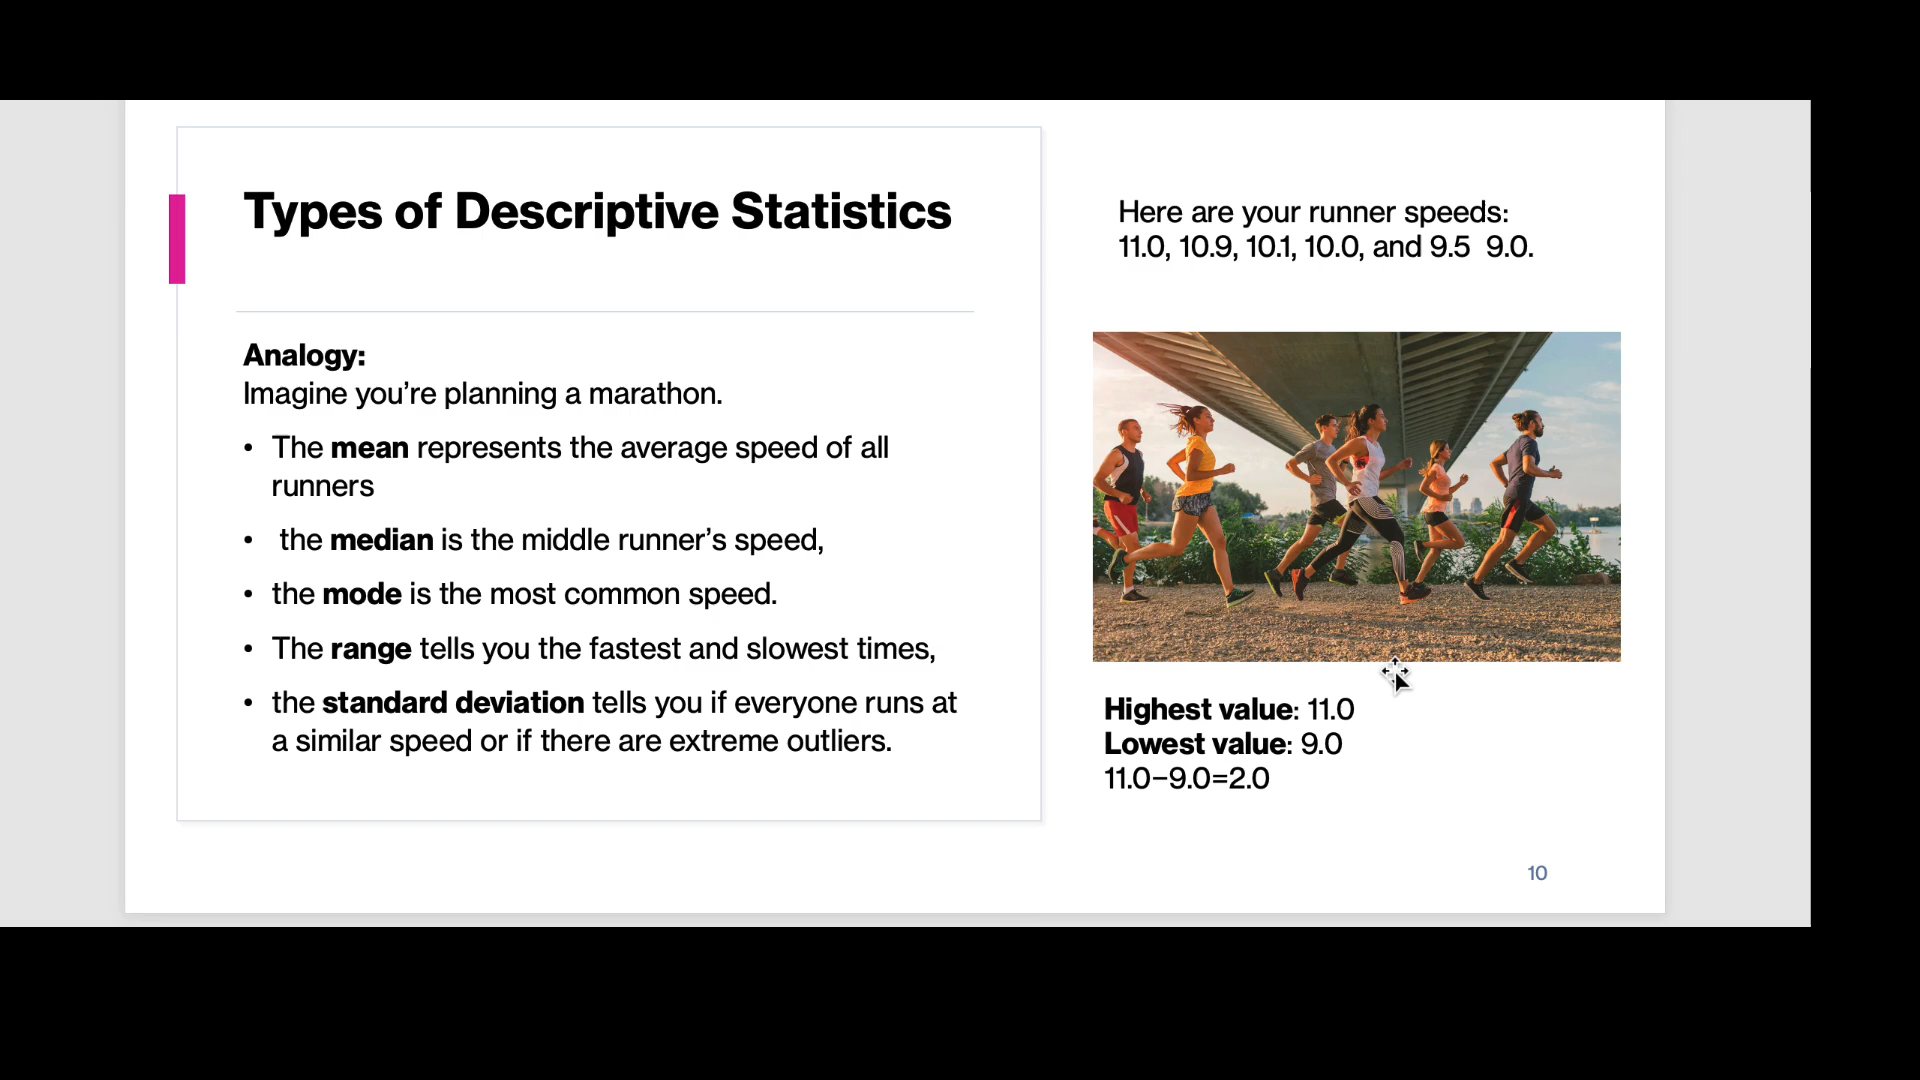 Types of Descriptive Statistics
Analogy:
Imagine you’re planning a marathon.
• The mean represents the average speed of all
runners
• the median is the middle runner’s speed,
• the mode is the most common speed.
• The range tells you the fastest and slowest times,
• the standard deviation tells you if everyone runs at
a similar speed or if there are extreme outliers.
Here are your runner speeds:
11.0, 10.9, 10.1, 10.0, and 9.5 9.0.
Highest value: 11.0
Lowest value: 9.0
11.0−9.0=2.0
10